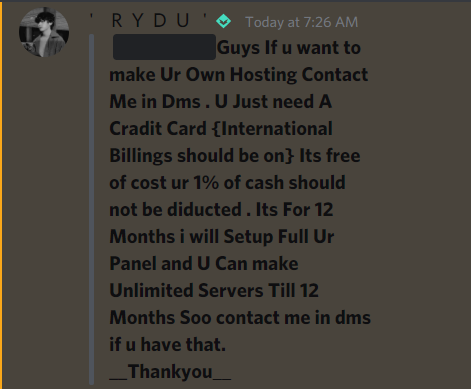 ' R Y D U ' Today at 7:26 AM
Guys If u want to
make Ur Own Hosting Contact
Me in Dms . U Just need A
Cradit Card {International
Billings should be on} Its free
of cost ur 1% of cash should
not be diducted . Its For 12
Months i will Setup Full Ur
Panel and U Can make
Unlimited Servers Till 12
Months Soo contact me in dms
if u have that.
__Thankyou__